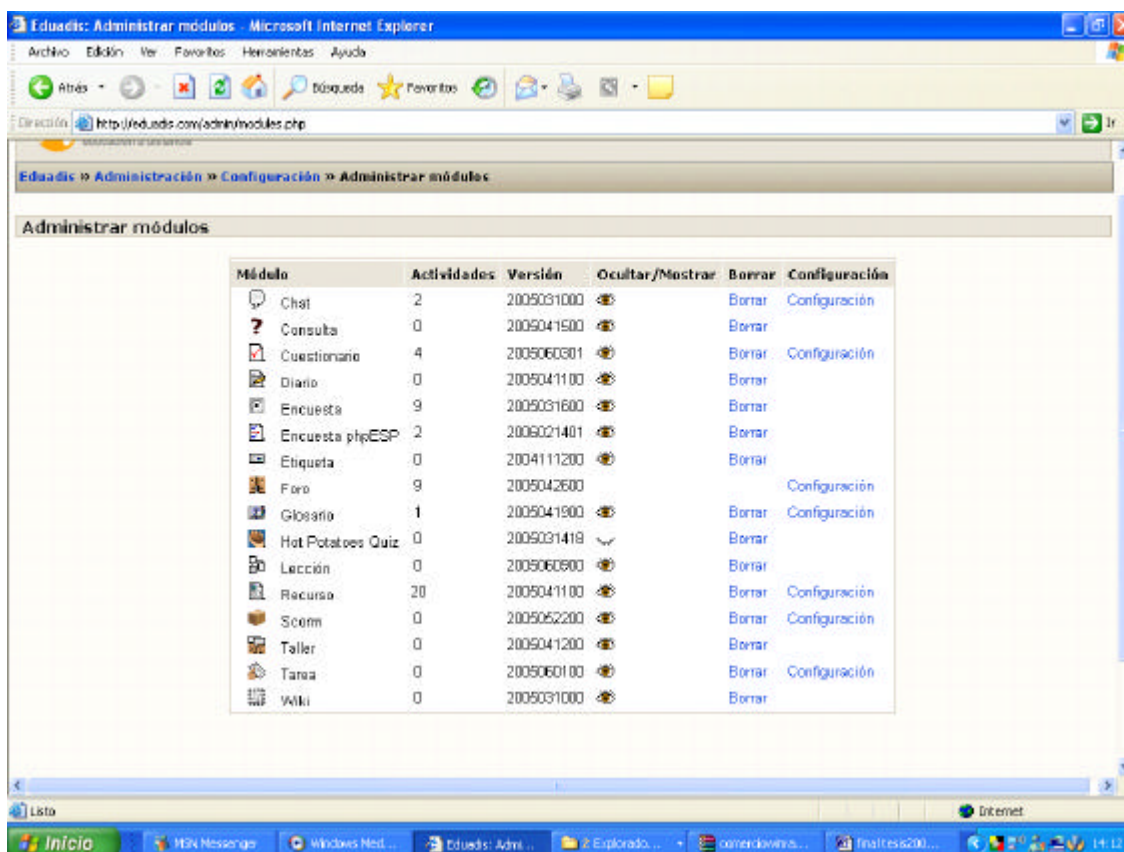 Eduadis: Administrar módulos - Microsoft Internet Explorer
Archivo Edición Ver Favoritos Herramientas Ayuda
Atrás Búsqueda Favoritos
Dirección http://eduadis.com/admin/modules.php Ir
Eduadis » Administración » Configuración » Administrar módulos
Administrar módulos
Módulo Actividades Versión Ocultar/Mostrar Borrar Configuración
Chat 2 2005031000 Borrar Configuración
Consulta 0 2005041500 Borrar
Cuestionario 4 2005060301 Borrar Configuración
Diario 0 2005041100 Borrar
Encuesta 9 2005031600 Borrar
Encuesta phpESP 2 2006021401 Borrar
Etiqueta 0 2004111200 Borrar
Foro 9 2005042600 Configuración
Glosario 1 2005041900 Borrar Configuración
Hot Potatoes Quiz 0 2005031419 Borrar
Lección 0 2005060900 Borrar
Recurso 20 2005041100 Borrar Configuración
Scorm 0 2005052200 Borrar Configuración
Taller 0 2005041200 Borrar
Tarea 0 2005060100 Borrar Configuración
Wiki 0 2005031000 Borrar
Listo Internet
Inicio MSN Messenger Windows Med... Eduadis: Admi... 2 Explorado... finaltesis200... 14:12